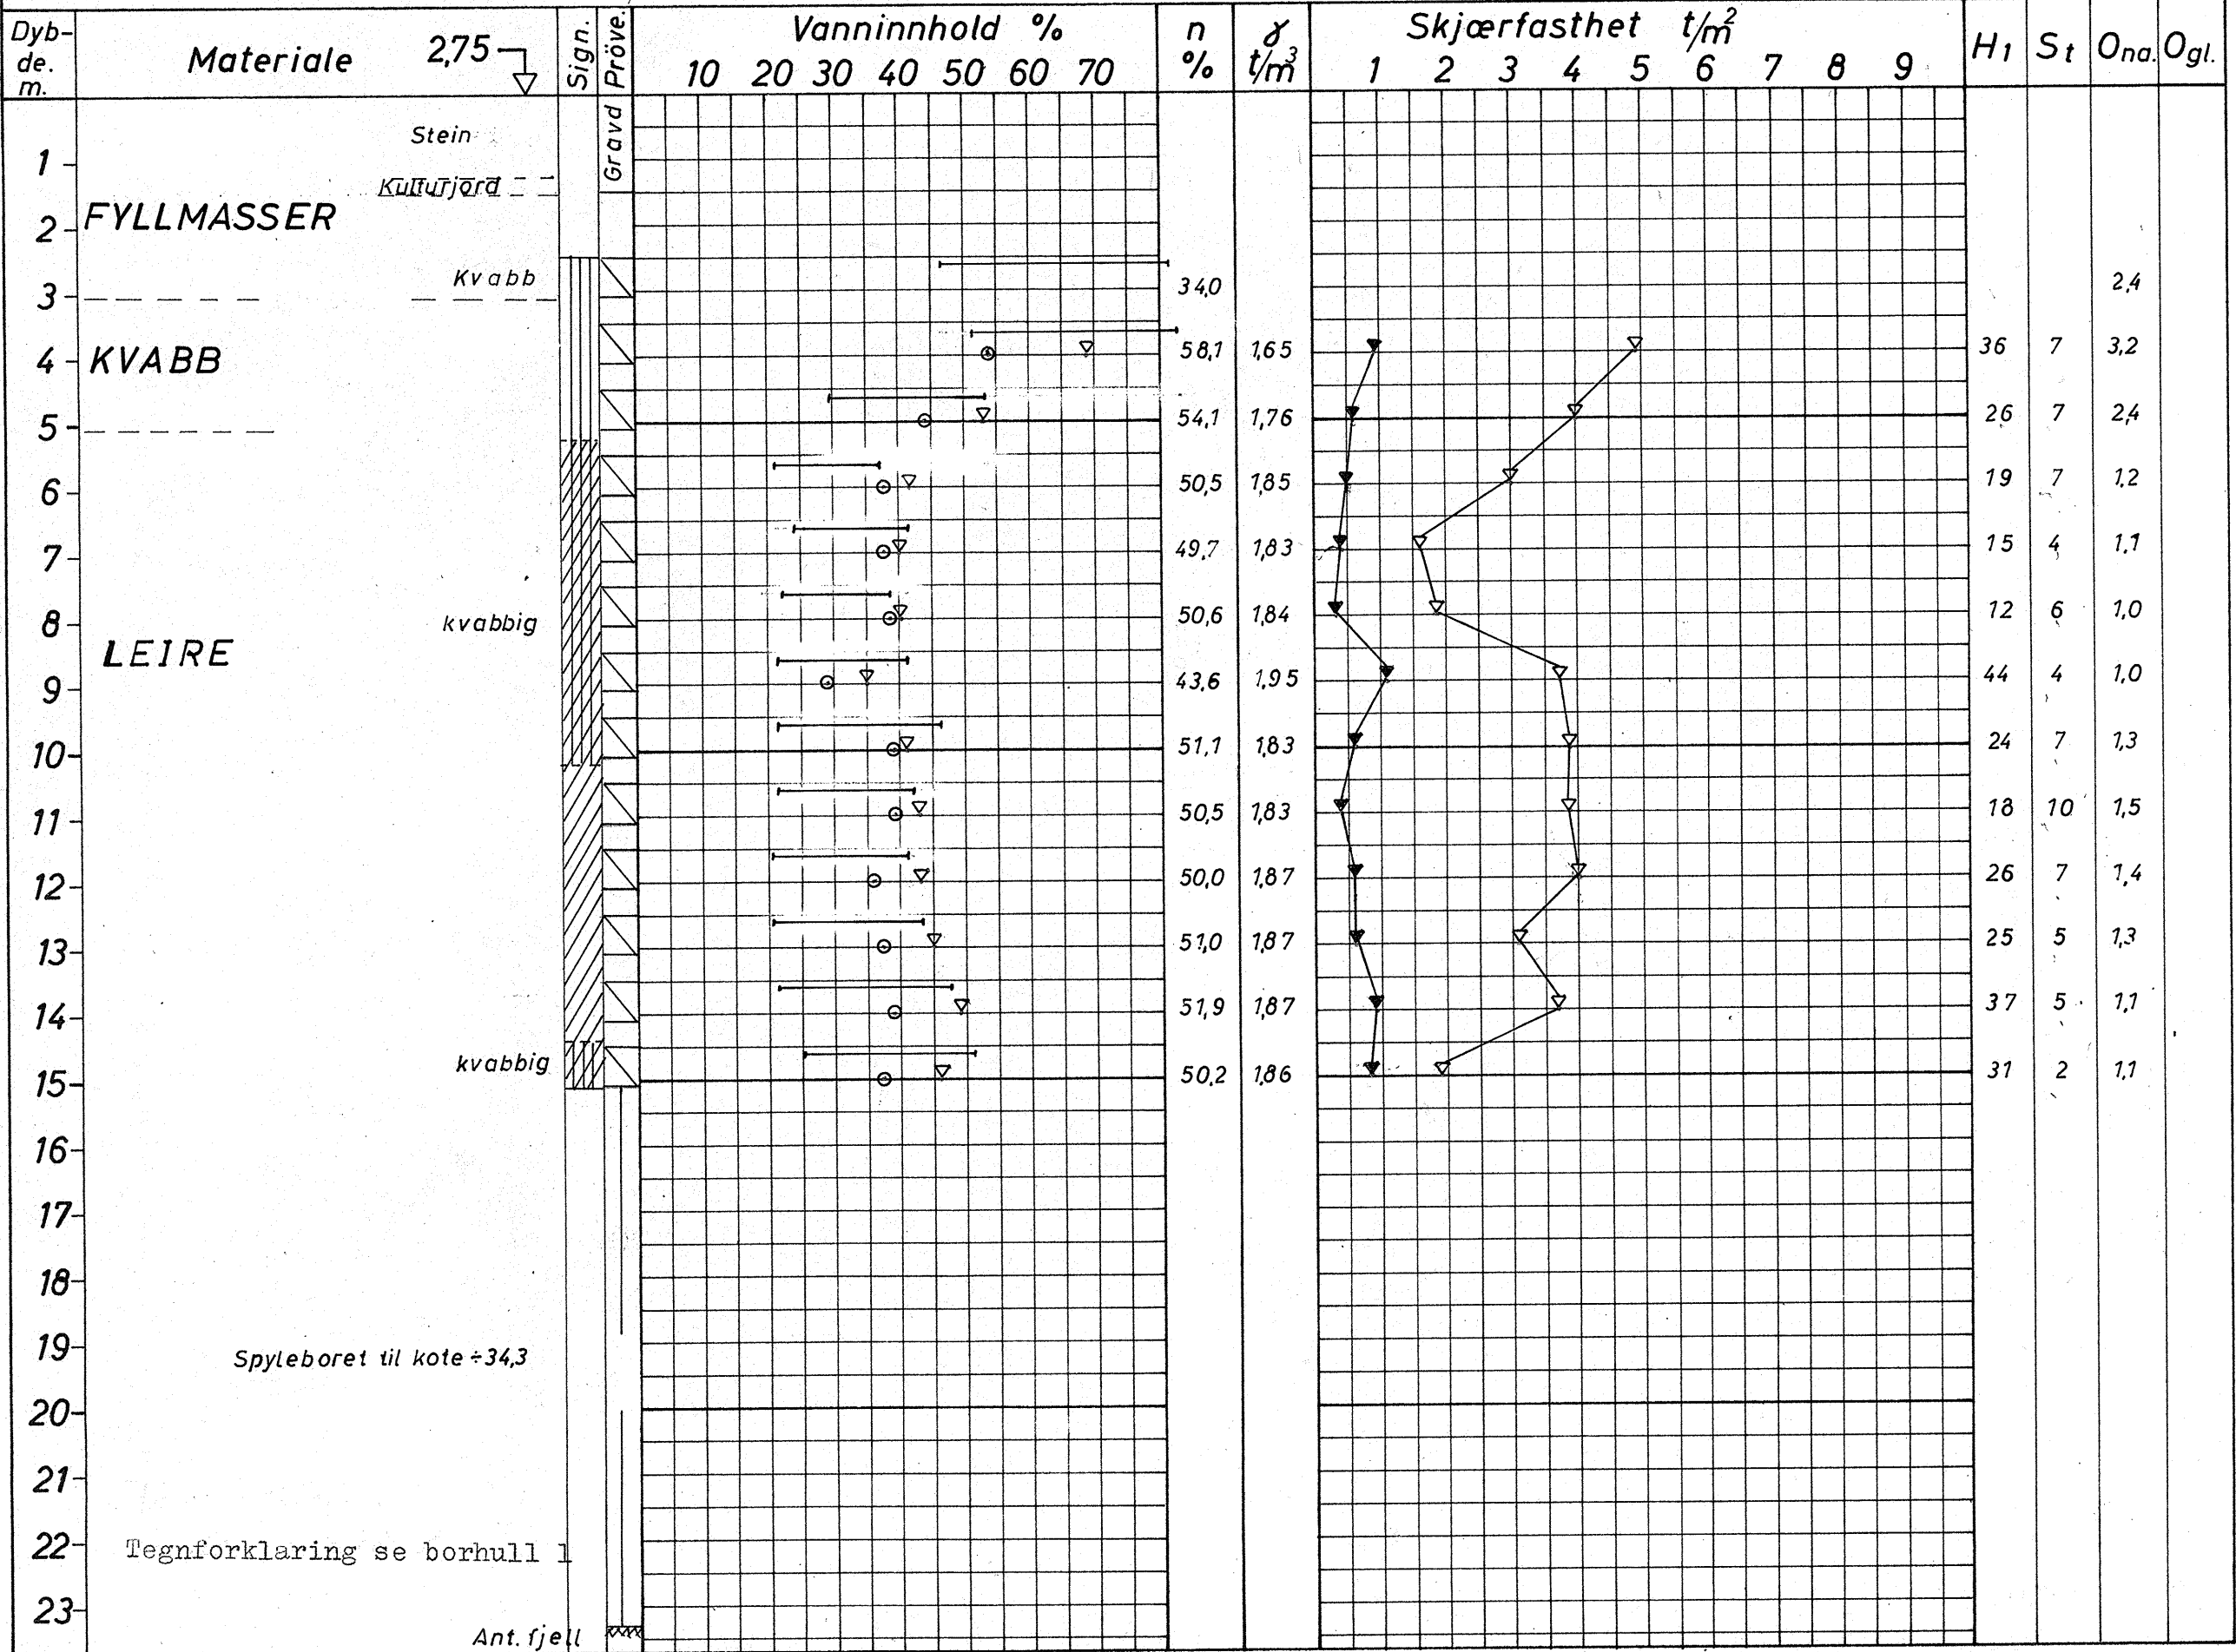 Dyb-
de.
m.
Materiale 2,75
Sign.
Pröve.
Vanninnhold %
10 20 30 40 50 60 70
n
%
γ
t/m³
Skjærfasthet t/m²
1 2 3 4 5 6 7 8 9
H1 St Ona. Ogl.
Gravd
Stein
1
Kulturjord
FYLLMASSER
2
Kvabb
3 34,0 2,4
KVABB
4 58,1 1,65 36 7 3,2
5 54,1 1,76 26 7 2,4
6 50,5 1,85 19 7 1,2
7 49,7 1,83 15 4 1,1
8 kvabbig 50,6 1,84 12 6 1,0
LEIRE
9 43,6 1,95 44 4 1,0
10 51,1 1,83 24 7 1,3
11 50,5 1,83 18 10 1,5
12 50,0 1,87 26 7 1,4
13 51,0 1,87 25 5 1,3
14 51,9 1,87 37 5 1,1
kvabbig
15 50,2 1,86 31 2 1,1
16
17
18
19
Spyleboret til kote ÷34,3
20
21
22 Tegnforklaring se borhull 1
23
Ant. fjell